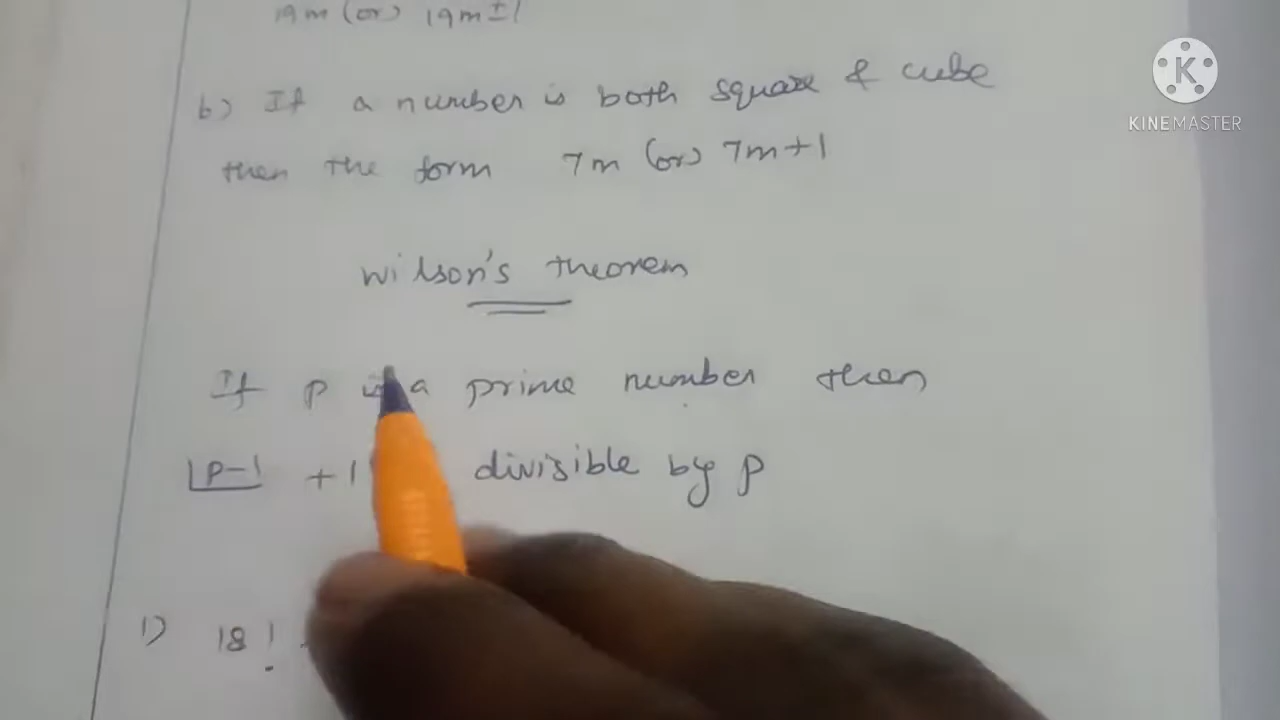 19m (or) 19m±1
b) If a number is both square & cube
then the form 7m (or) 7m+1
Wilson's theorem
If p is a prime number then
|p-1 +1 divisible by p
1) 18!
K
KINEMASTER